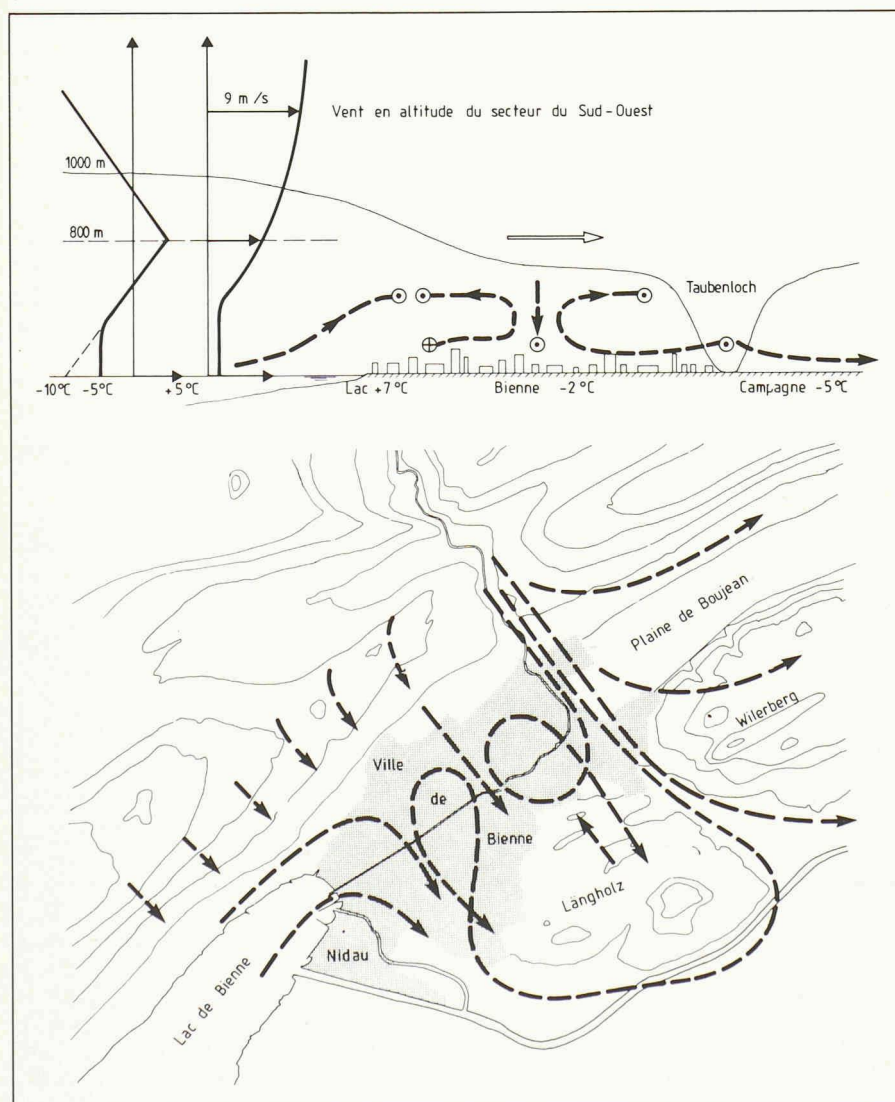 9 m/s
Vent en altitude du secteur du Sud-Ouest
1000 m
800 m
Taubenloch
-10°C -5°C +5°C Lac +7°C Bienne -2°C Campagne -5°C
Plaine de Boujean
Wilerberg
Ville
de
Bienne
Längholz
Nidau
Lac de Bienne